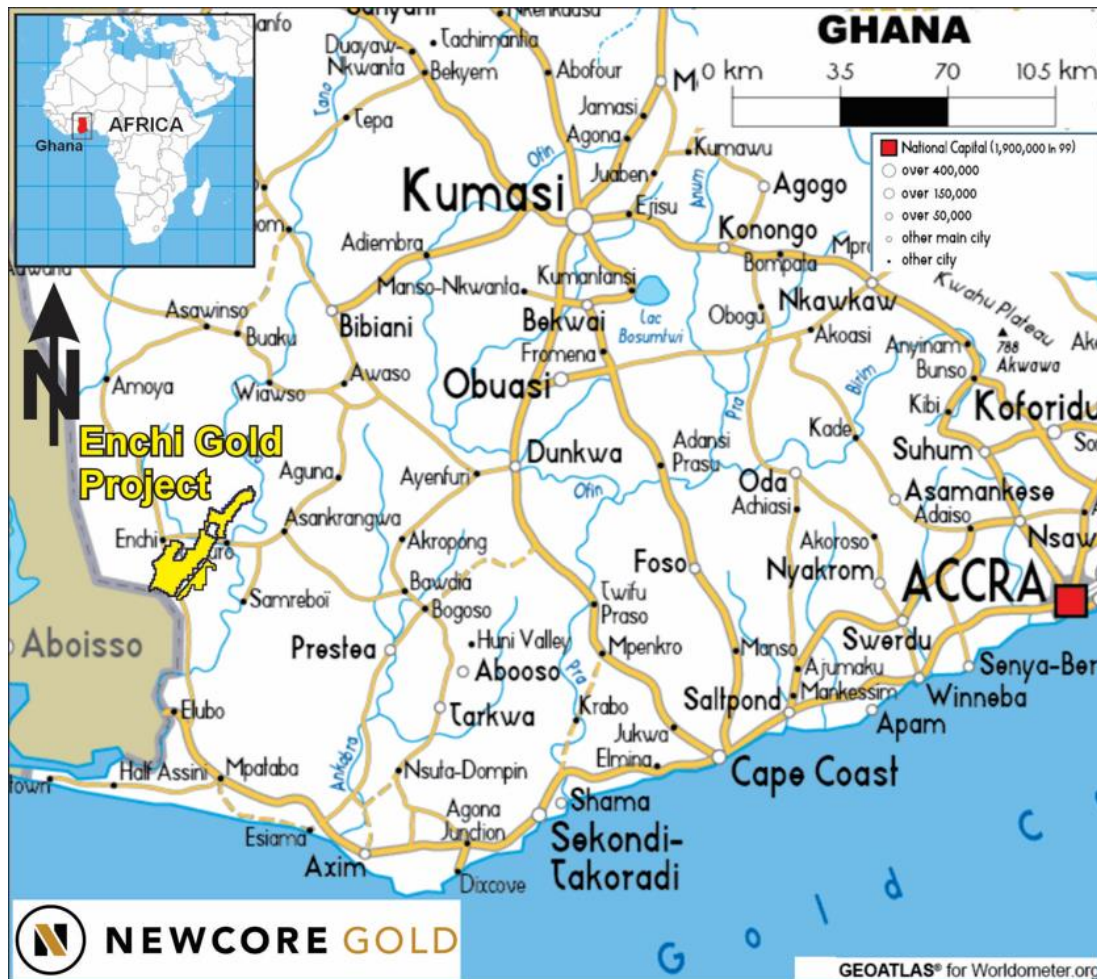 GHANA
0 km 35 70 105 km
National Capital (1,900,000 in 99)
over 400,000
over 150,000
over 50,000
other main city
other city
AFRICA
Ghana
Duayaw-
Nkwanta
Tachimantia
Bekyem
Abofour
Tano
Tepa
Jamasi
Agona
Ofin
Kumawu
Juaben
Anum
Agogo
Kumasi
Ejisu
Konongo
Bompata
Adiembra
Manso-Nkwanta
Kumantansi
Nkawkaw
Kwahu Plateau
Asawinso
Buaku
Bibiani
Bekwai
Lac
Bosumtwi
Obogu
Akoasi
Fromena
Anyinam
788
Akwawa
Bunso
N
Amoya
Wiawso
Awaso
Obuasi
Pra
Birim
Kibi
Koforidu
Kade
Suhum
Enchi Gold
Project
Aguna
Ayenfuri
Dunkwa
Adansi
Prasu
Ofin
Oda
Achiasi
Asamankese
Adaiso
Nsaw
Enchi
Asankrangwa
Akropong
Akoroso
Foso
Nyakrom
ACCRA
Samreboï
Bawdia
Bogoso
Twifu
Praso
Aboisso
Prestea
Huni Valley
Abooso
Mpenkro
Manso
Swerdu
Ajumaku
Mankessim
Senya-Ber
Winneba
Apam
Saltpond
Elubo
Tarkwa
Pra
Krabo
Jukwa
Elmina
Cape Coast
Half Assini
Mpataba
Ankobra
Nsuta-Dompin
Shama
Esiama
Agona
Junction
Sekondi-
Takoradi
Axim
Dixcove
Gold C
NEWCORE GOLD
GEOATLAS® for Worldometer.org